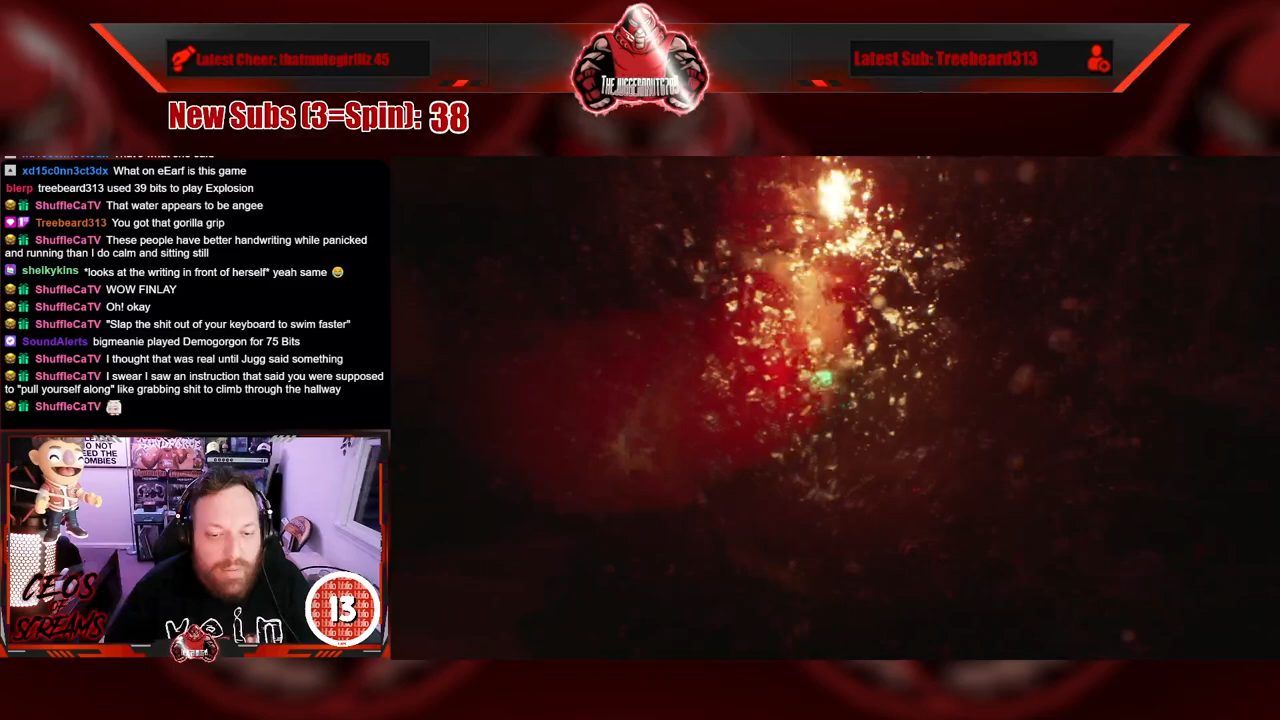 Latest Cheer: thatmutegirlliz 45
THEJUGGERNAUT6709
Latest Sub: Treebeard313
New Subs (3=Spin): 38
xd15c0nn3ct3dx What on eEarf is this game
blerp treebeard313 used 39 bits to play Explosion
ShuffleCaTV That water appears to be angee
Treebeard313 You got that gorilla grip
ShuffleCaTV These people have better handwriting while panicked
and running than I do calm and sitting still
shelkykins *looks at the writing in front of herself* yeah same
ShuffleCaTV WOW FINLAY
ShuffleCaTV Oh! okay
ShuffleCaTV "Slap the shit out of your keyboard to swim faster"
SoundAlerts bigmeanie played Demogorgon for 75 Bits
ShuffleCaTV I thought that was real until Jugg said something
ShuffleCaTV I swear I saw an instruction that said you were supposed
to "pull yourself along" like grabbing shit to climb through the hallway
ShuffleCaTV
DO NOT
FEED THE
ZOMBIES
CEOS
OF
SCREAMS
13